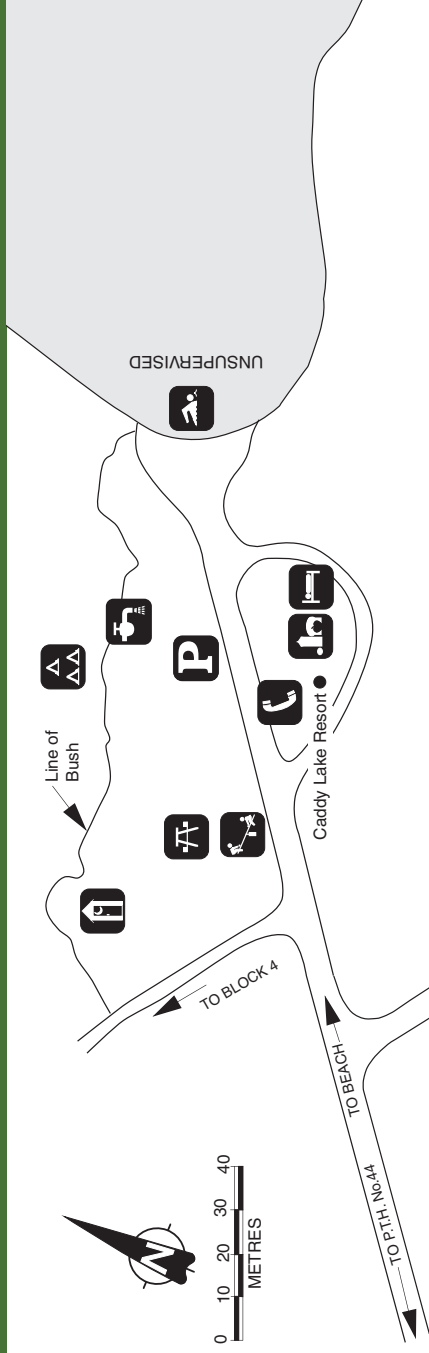 UNSUPERVISED
P
Line of
Bush
Caddy Lake Resort
TO BLOCK 4
TO BEACH
TO P.T.H. No.44
N
0 10 20 30 40
METRES